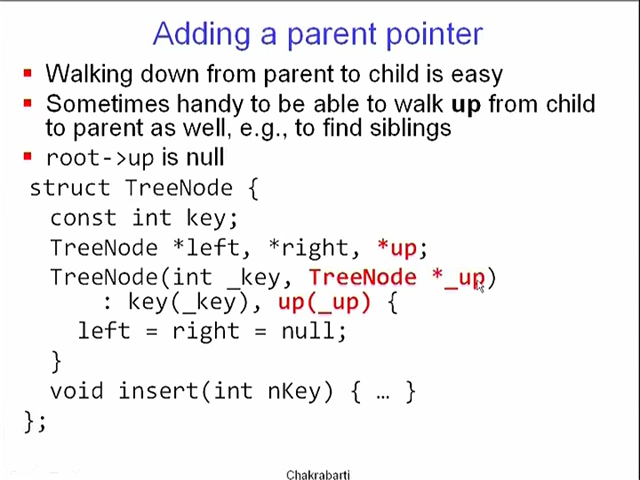 Adding a parent pointer
Walking down from parent to child is easy
Sometimes handy to be able to walk up from child
to parent as well, e.g., to find siblings
root->up is null
struct TreeNode {
const int key;
TreeNode *left, *right, *up;
TreeNode(int _key, TreeNode *_up)
: key(_key), up(_up) {
left = right = null;
}
void insert(int nKey) { … }
};
Chakrabarti